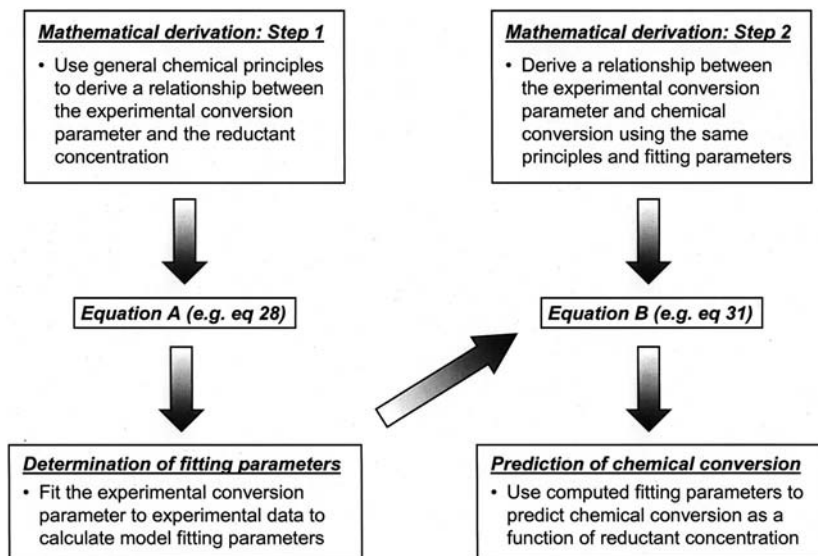 Mathematical derivation: Step 1
• Use general chemical principles
to derive a relationship between
the experimental conversion
parameter and the reductant
concentration
Equation A (e.g. eq 28)
Determination of fitting parameters
• Fit the experimental conversion
parameter to experimental data to
calculate model fitting parameters
Mathematical derivation: Step 2
• Derive a relationship between
the experimental conversion
parameter and chemical
conversion using the same
principles and fitting parameters
Equation B (e.g. eq 31)
Prediction of chemical conversion
• Use computed fitting parameters to
predict chemical conversion as a
function of reductant concentration